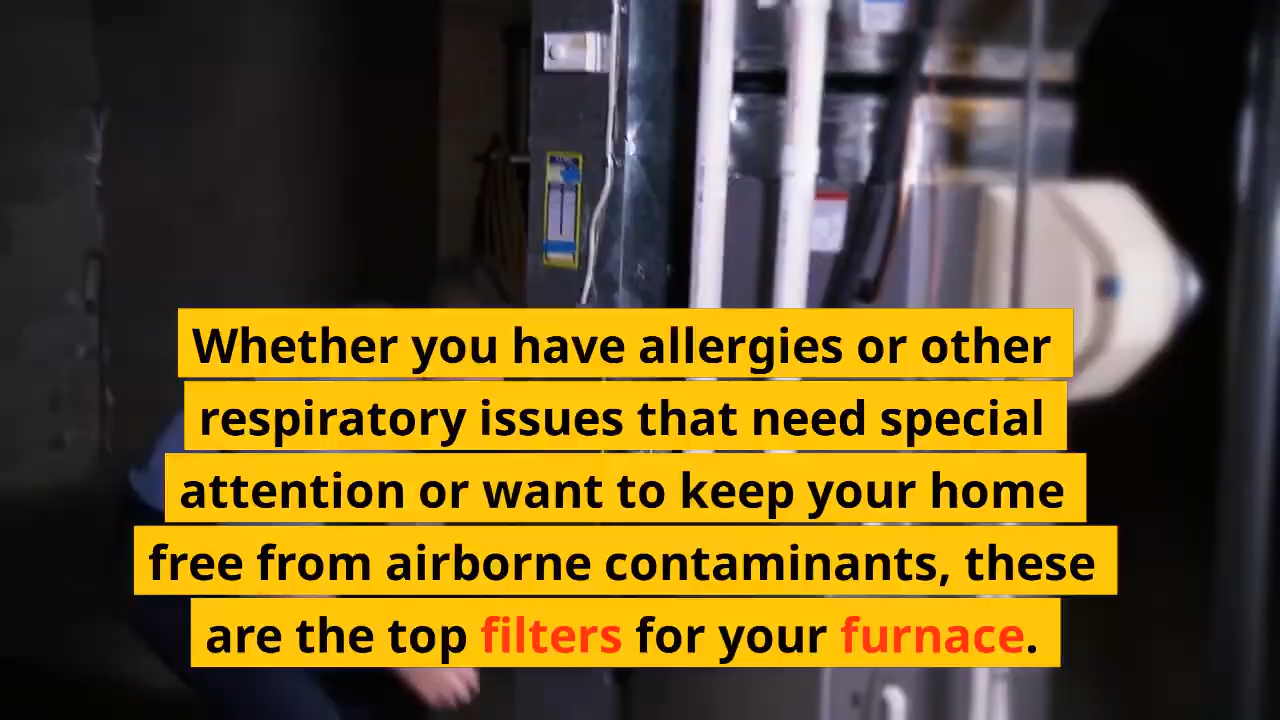 Whether you have allergies or other
respiratory issues that need special
attention or want to keep your home
free from airborne contaminants, these
are the top filters for your furnace.